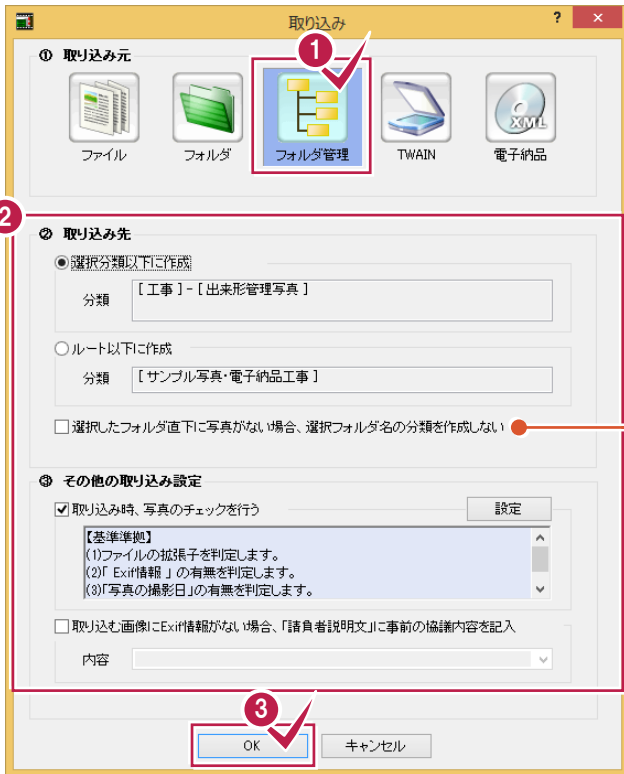 取り込み
?
×
1
① 取り込み元
ファイル
フォルダ
フォルダ管理
TWAIN
XML
電子納品
2
② 取り込み先
選択分類以下に作成
分類
[ 工事 ] - [ 出来形管理写真 ]
ルート以下に作成
分類
[ サンプル写真・電子納品工事 ]
選択したフォルダ直下に写真がない場合、選択フォルダ名の分類を作成しない
③ その他の取り込み設定
取り込み時、写真のチェックを行う
設定
【基準準拠】
(1)ファイルの拡張子を判定します。
(2)「 Exif情報 」の有無を判定します。
(3)「写真の撮影日」の有無を判定します。
取り込む画像にExif情報がない場合、「請負者説明文」に事前の協議内容を記入
内容
3
OK
キャンセル